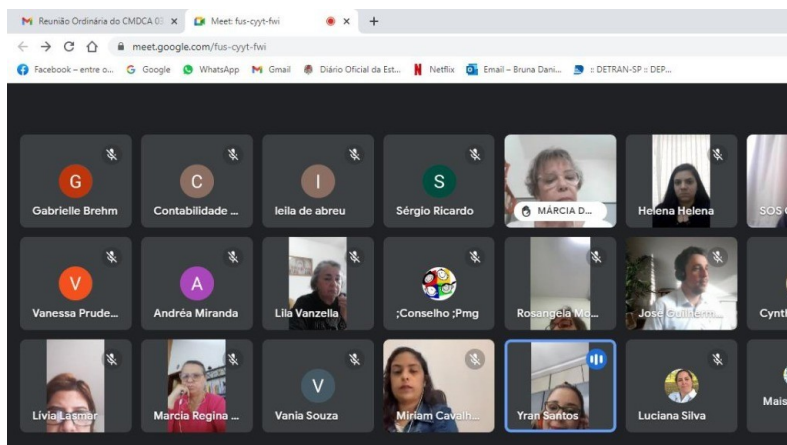 Reunião Ordinária do CMDCA 03 Meet: fus-cyyt-fwi
meet.google.com/fus-cyyt-fwi
Facebook – entre o... Google WhatsApp Gmail Diário Oficial da Est... Netflix Email – Bruna Dani... :: DETRAN-SP :: DEP...
G C I S
Gabrielle Brehm Contabilidade ... leila de abreu Sérgio Ricardo MÁRCIA D... Helena Helena SOS
V A
Vanessa Prude... Andréa Miranda Lila Vanzella ;Conselho ;Pmg Rosangela Mo... José Guilherm... Cynth
V
Lívia Lasmar Marcia Regina ... Vania Souza Miriam Cavalh... Yran Santos Luciana Silva Mais